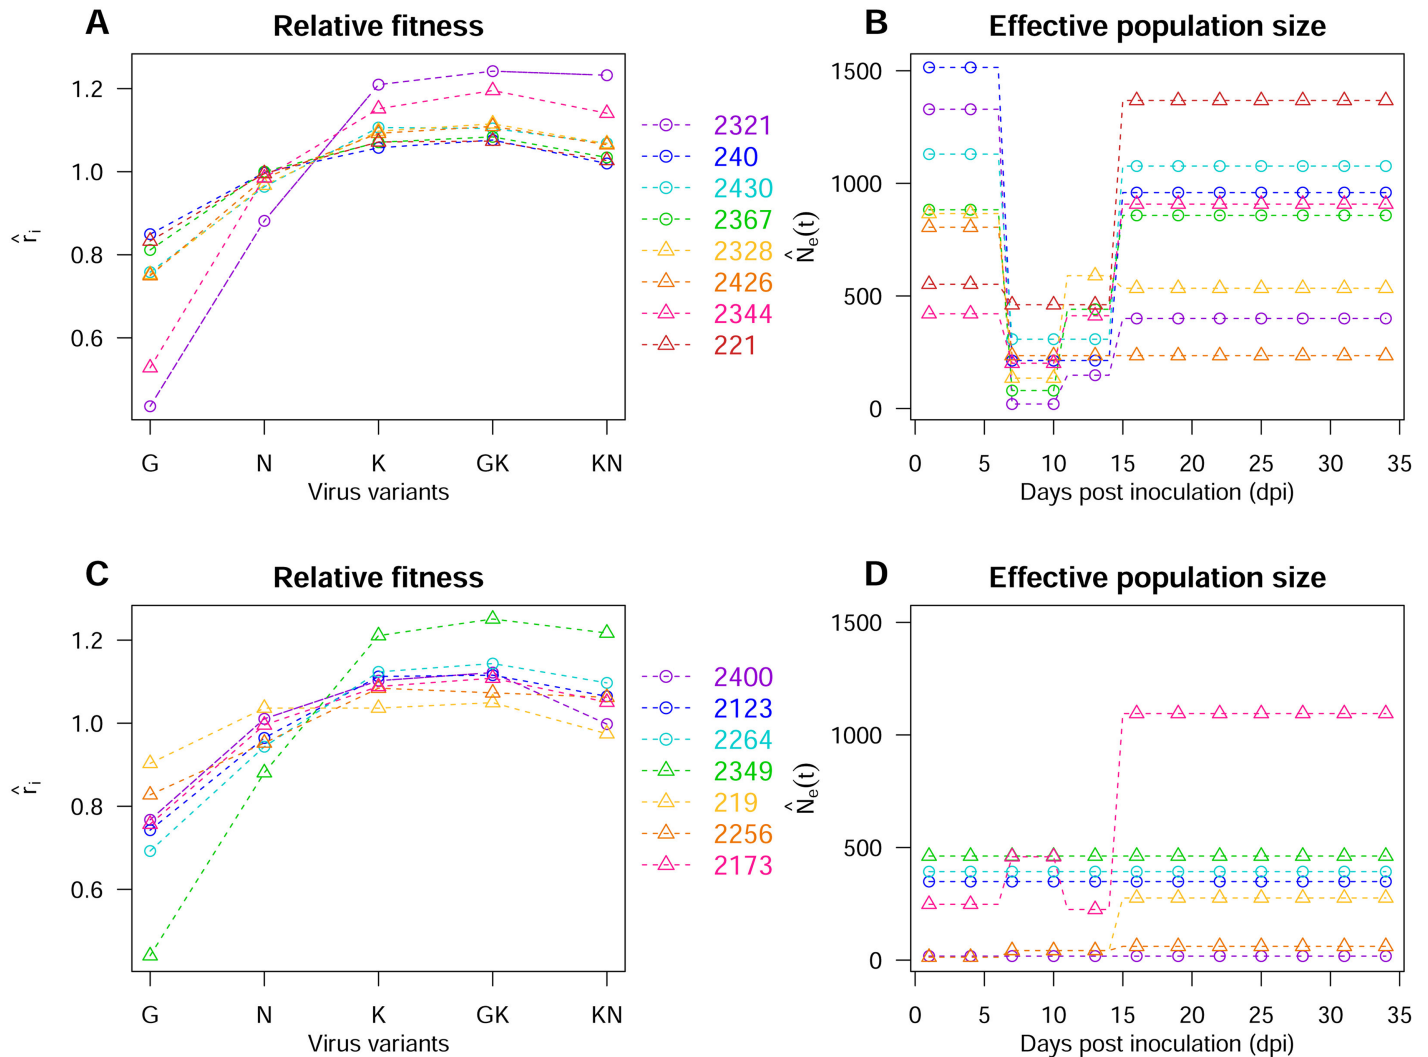 A
Relative fitness
1.2
1.0
0.8
0.6
r̂i
G N K GK KN
Virus variants
2321
240
2430
2367
2328
2426
2344
221
B
Effective population size
1500
1000
500
0
N̂e(t)
0 5 10 15 20 25 30 35
Days post inoculation (dpi)
C
Relative fitness
1.2
1.0
0.8
0.6
r̂i
G N K GK KN
Virus variants
2400
2123
2264
2349
219
2256
2173
D
Effective population size
1500
1000
500
0
N̂e(t)
0 5 10 15 20 25 30 35
Days post inoculation (dpi)